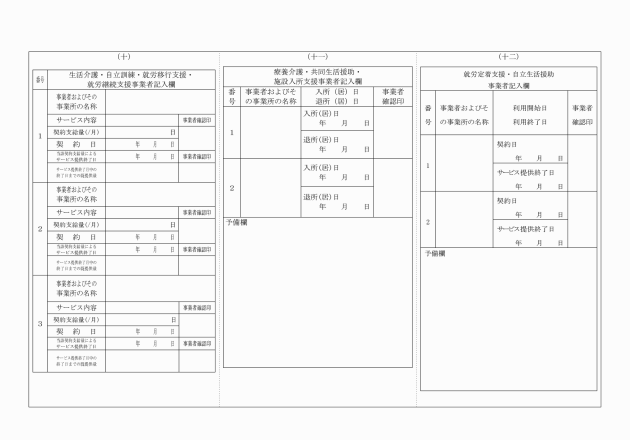 （十）
番号
生活介護・自立訓練・就労移行支援・
就労継続支援事業者記入欄
1
事業者およびその
事業所の名称
サービス内容
事業者確認印
契約支給量(/月)
日
契　約　日
年　月　日
当該契約支給量による
サービス提供終了日
年　月　日
事業者確認印
サービス提供終了日中の
終了日までの既提供量
2
事業者およびその
事業所の名称
サービス内容
事業者確認印
契約支給量(/月)
日
契　約　日
年　月　日
当該契約支給量による
サービス提供終了日
年　月　日
事業者確認印
サービス提供終了日中の
終了日までの既提供量
3
事業者およびその
事業所の名称
サービス内容
事業者確認印
契約支給量(/月)
日
契　約　日
年　月　日
当該契約支給量による
サービス提供終了日
年　月　日
事業者確認印
サービス提供終了日中の
終了日までの既提供量
（十一）
療養介護・共同生活援助・
施設入所支援事業者記入欄
番号
事業者およびそ
の事業所の名称
入所（居）日
退所（居）日
事業者
確認印
1
入所(居)日
年　月　日
退所(居)日
年　月　日
2
入所(居)日
年　月　日
退所(居)日
年　月　日
予備欄
（十二）
就労定着支援・自立生活援助
事業者記入欄
番号
事業者およびそ
の事業所の名称
利用開始日
利用終了日
事業者
確認印
1
契約日
年　月　日
サービス提供終了日
年　月　日
2
契約日
年　月　日
サービス提供終了日
年　月　日
予備欄